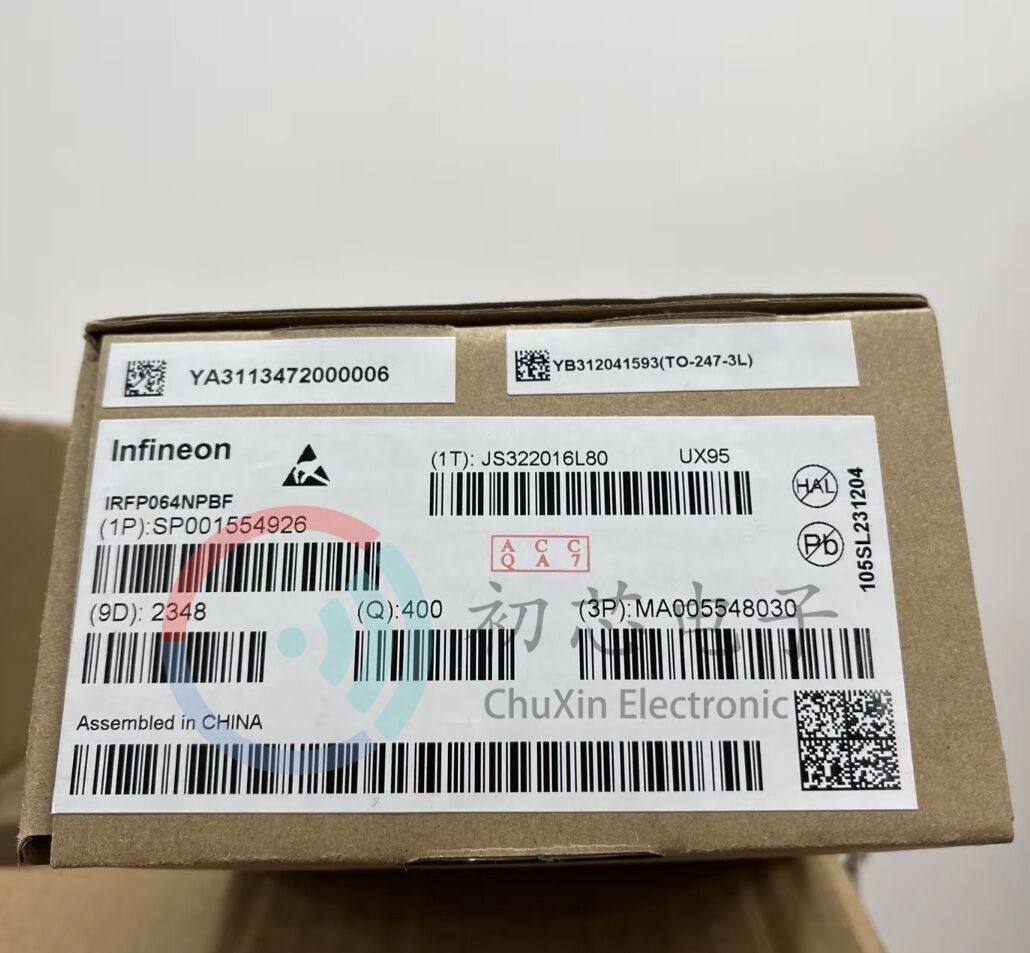 YA3113472000006
YB312041593(TO-247-3L)
Infineon
(1T): JS322016L80 UX95
IRFP064NPBF
(1P):SP001554926
HAL
Pb
105SL231204
A C C
Q A 7
(9D): 2348
(Q):400
(3P):MA005548030
初芯电子
ChuXin Electronic
Assembled in CHINA